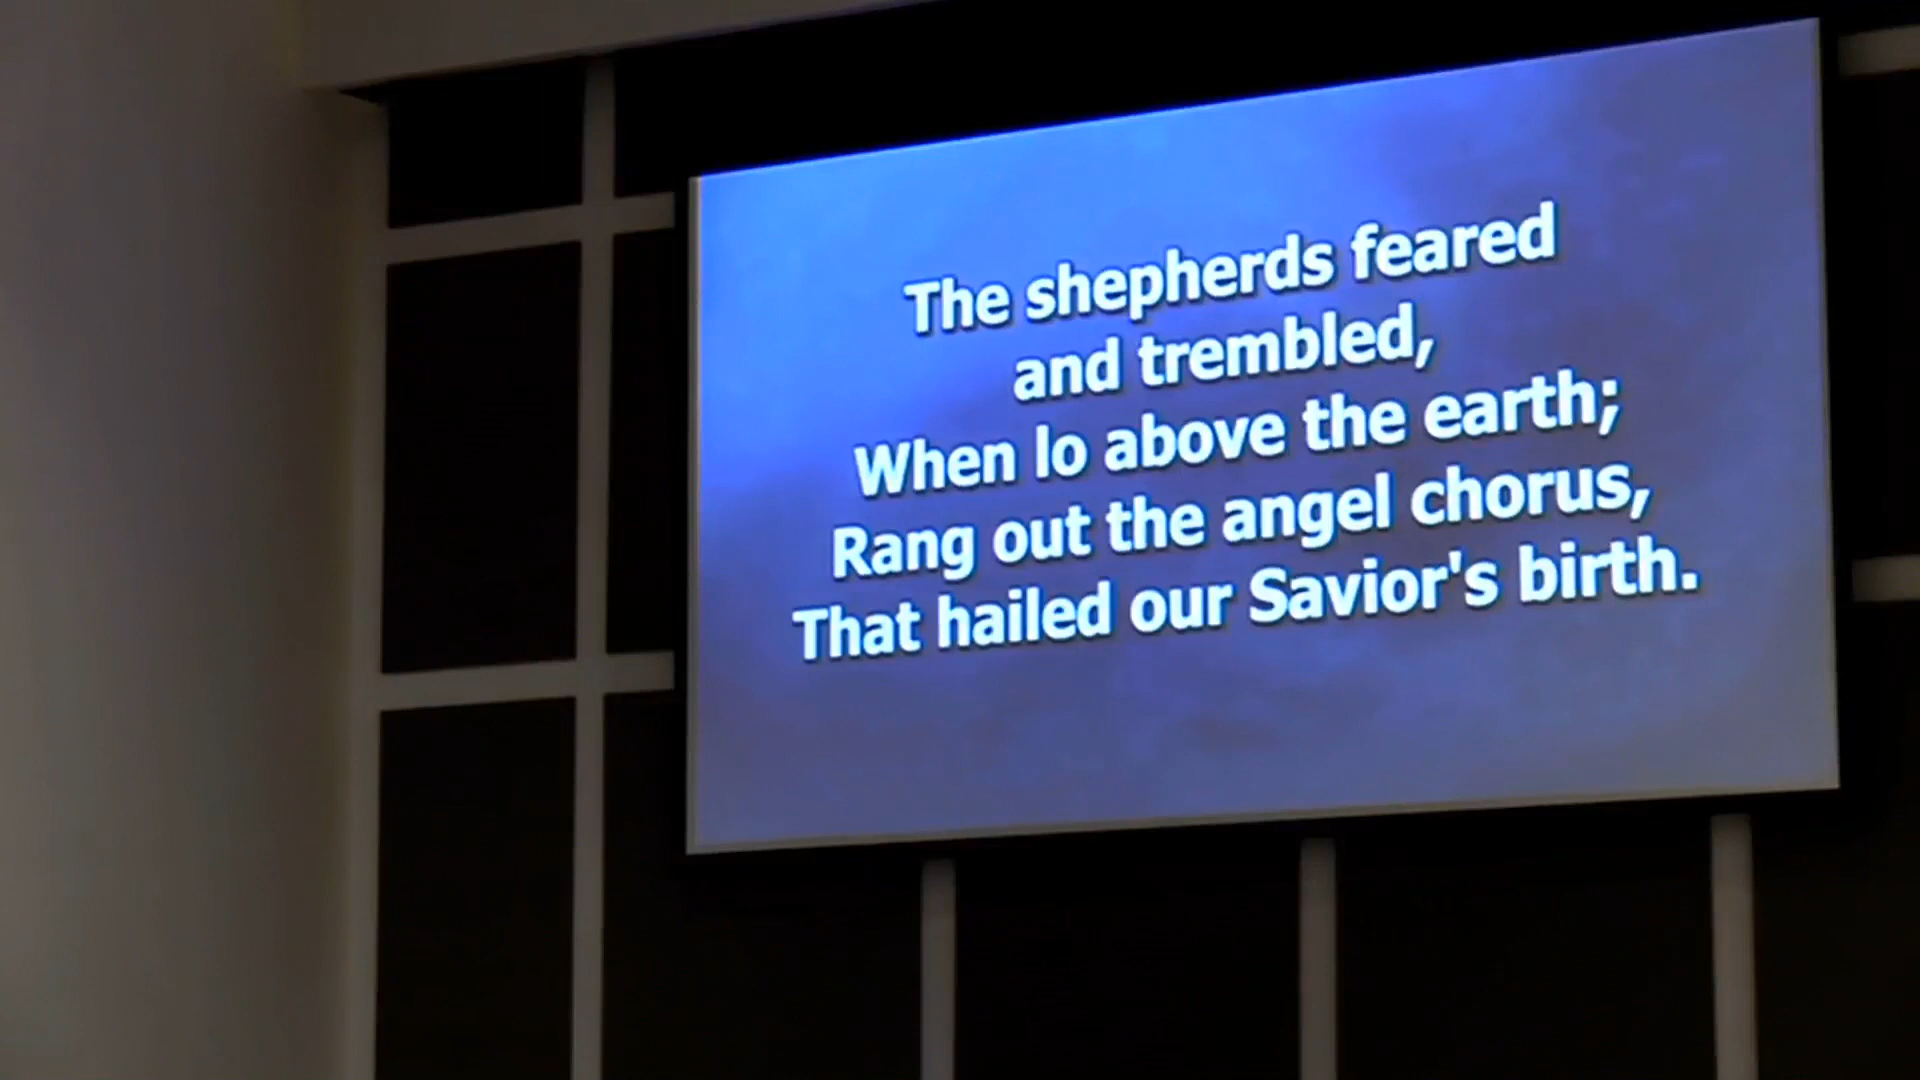 The shepherds feared
and trembled,
When lo above the earth;
Rang out the angel chorus,
That hailed our Savior's birth.